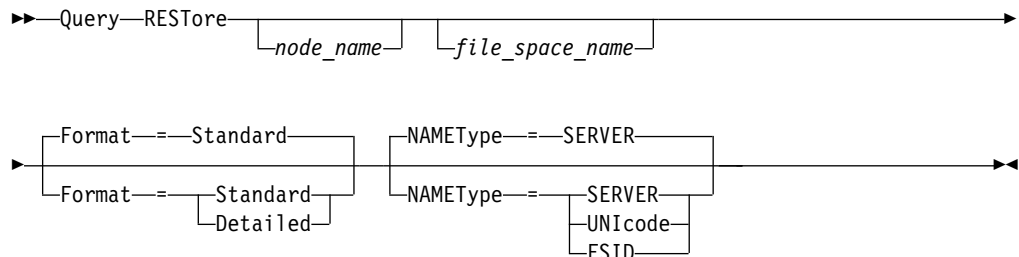 Query RESTore
node_name file_space_name
Format = Standard NAMEType = SERVER
Format = Standard NAMEType = SERVER
Detailed UNIcode
FSID